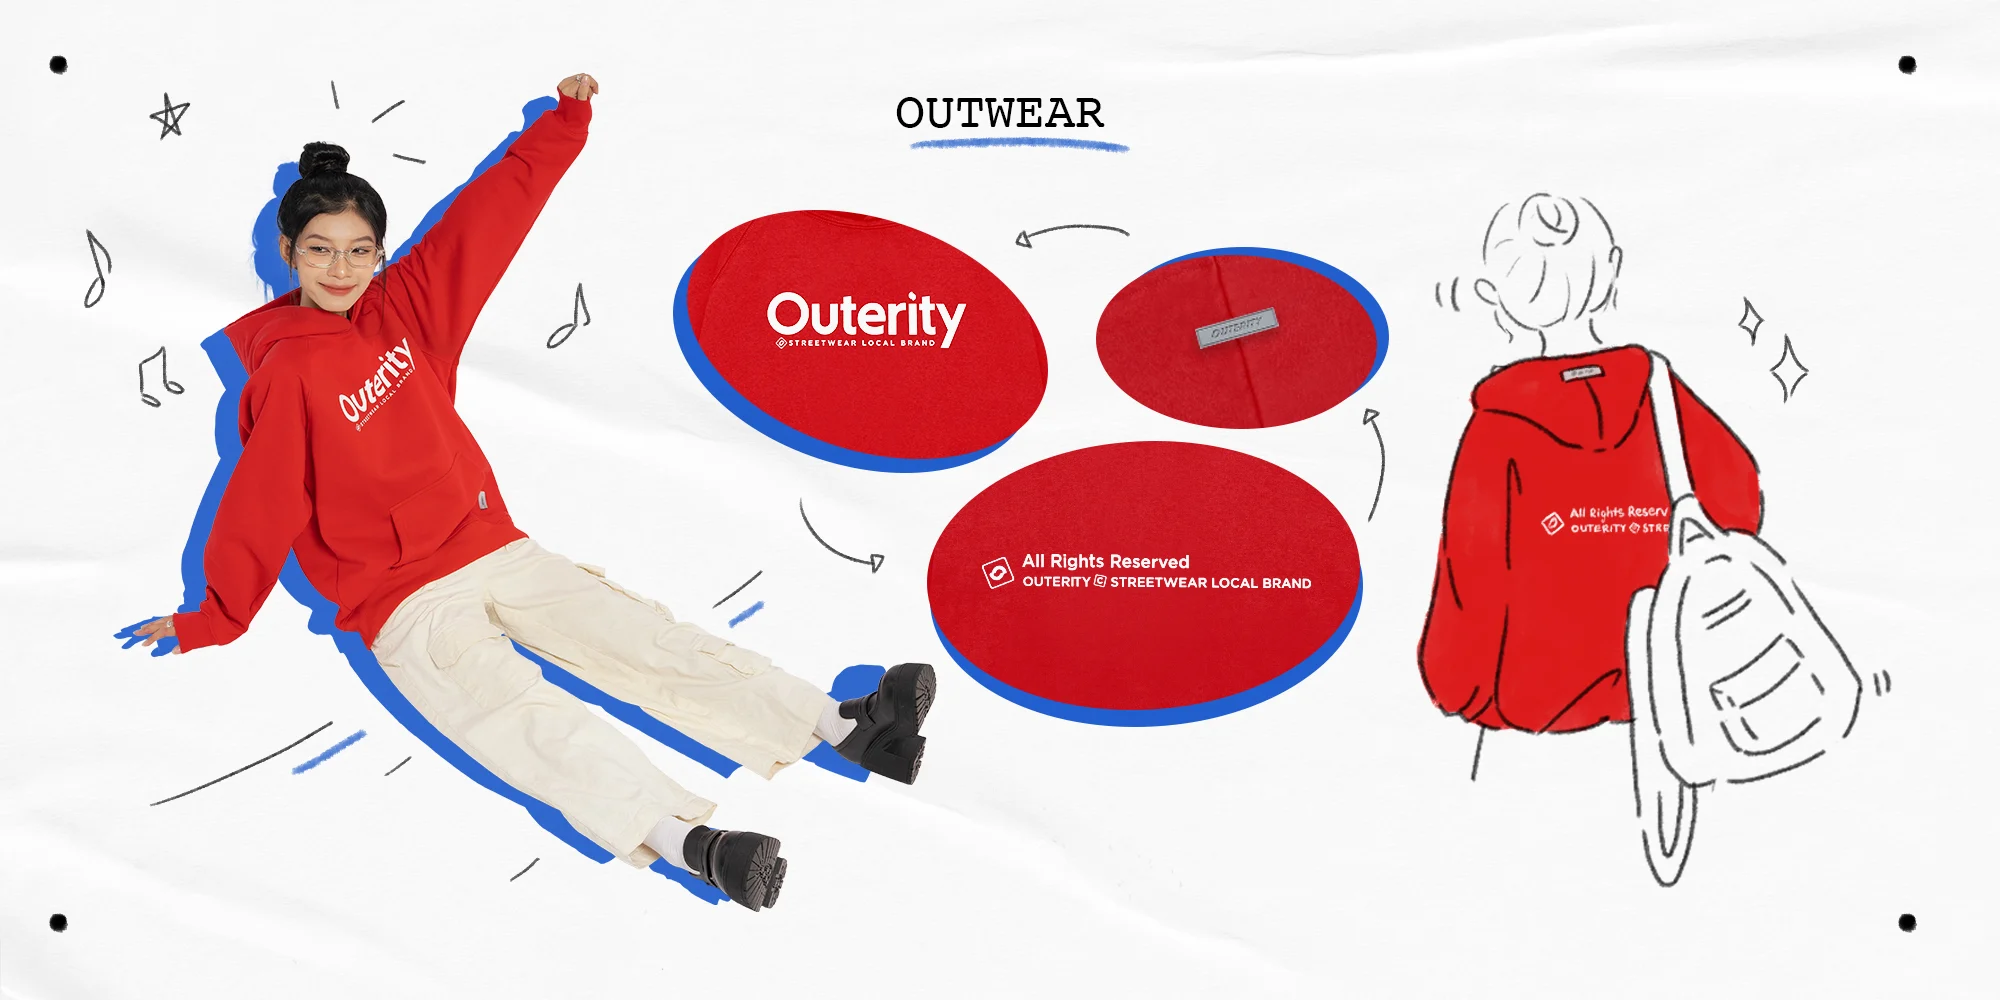 OUTWEAR
Outerity
STREETWEAR LOCAL BRAND
Outerity
STREETWEAR LOCAL BRAND
OUTERITY
All Rights Reserved
OUTERITY © STREETWEAR LOCAL BRAND
All Rights Reserv
OUTERITY © STRE